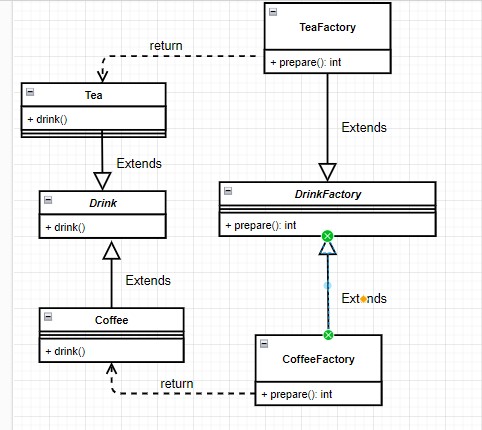 TeaFactory
+ prepare(): int
return
Tea
+ drink()
Extends
Extends
Drink
+ drink()
DrinkFactory
+ prepare(): int
Extends
Extends
Coffee
+ drink()
CoffeeFactory
+ prepare(): int
return